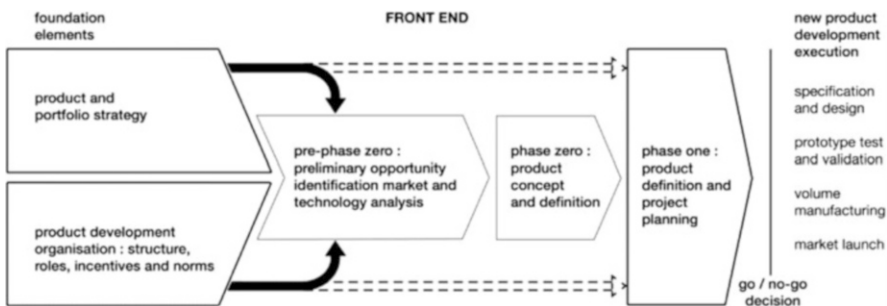 foundation
elements
FRONT END
new product
development
execution
product and
portfolio strategy
pre-phase zero :
preliminary opportunity
identification market and
technology analysis
phase zero :
product
concept
and definition
phase one :
product
definition and
project
planning
product development
organisation : structure,
roles, incentives and norms
specification
and design
prototype test
and validation
volume
manufacturing
market launch
go / no-go
decision